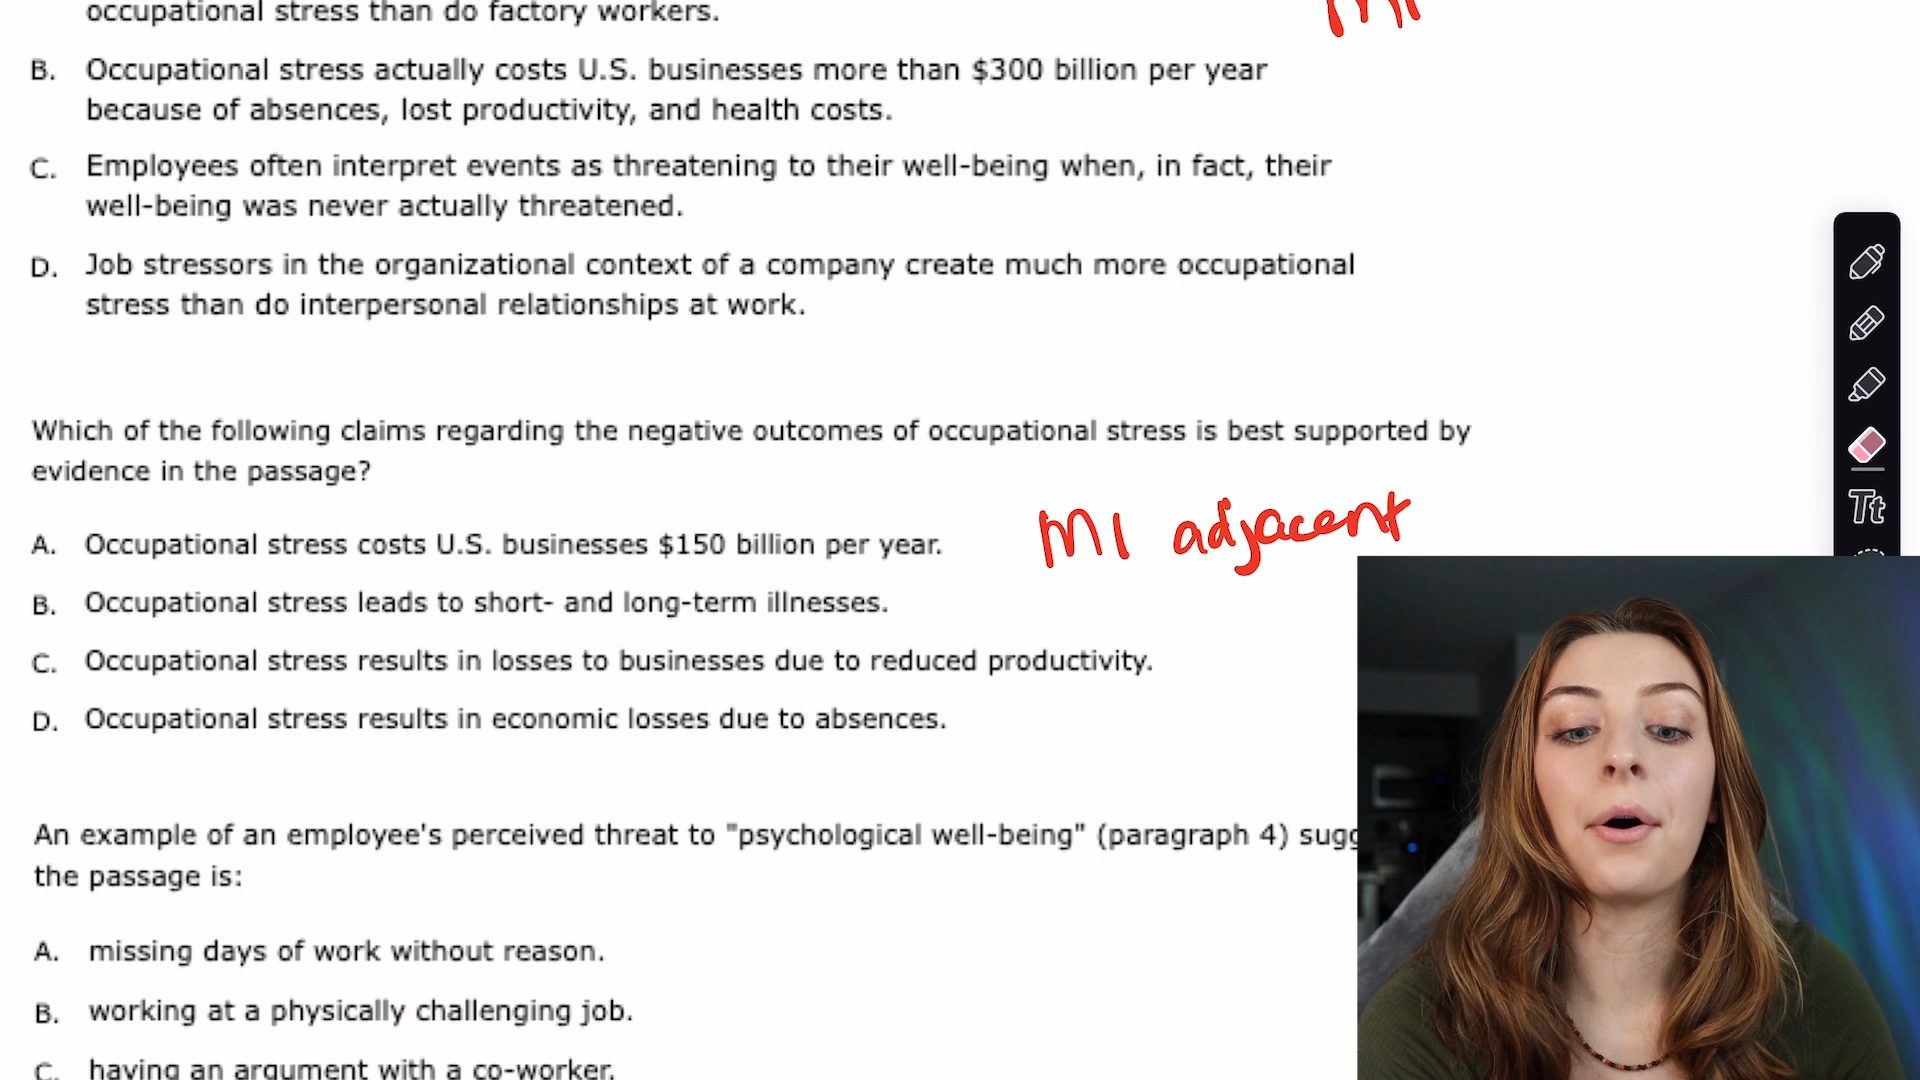 occupational stress than do factory workers.
MI
B. Occupational stress actually costs U.S. businesses more than $300 billion per year
because of absences, lost productivity, and health costs.
C. Employees often interpret events as threatening to their well-being when, in fact, their
well-being was never actually threatened.
D. Job stressors in the organizational context of a company create much more occupational
stress than do interpersonal relationships at work.
Which of the following claims regarding the negative outcomes of occupational stress is best supported by
evidence in the passage?
MI adjacent
A. Occupational stress costs U.S. businesses $150 billion per year.
B. Occupational stress leads to short- and long-term illnesses.
C. Occupational stress results in losses to businesses due to reduced productivity.
D. Occupational stress results in economic losses due to absences.
An example of an employee's perceived threat to "psychological well-being" (paragraph 4) sugg
the passage is:
A. missing days of work without reason.
B. working at a physically challenging job.
C. having an argument with a co-worker.
Tt